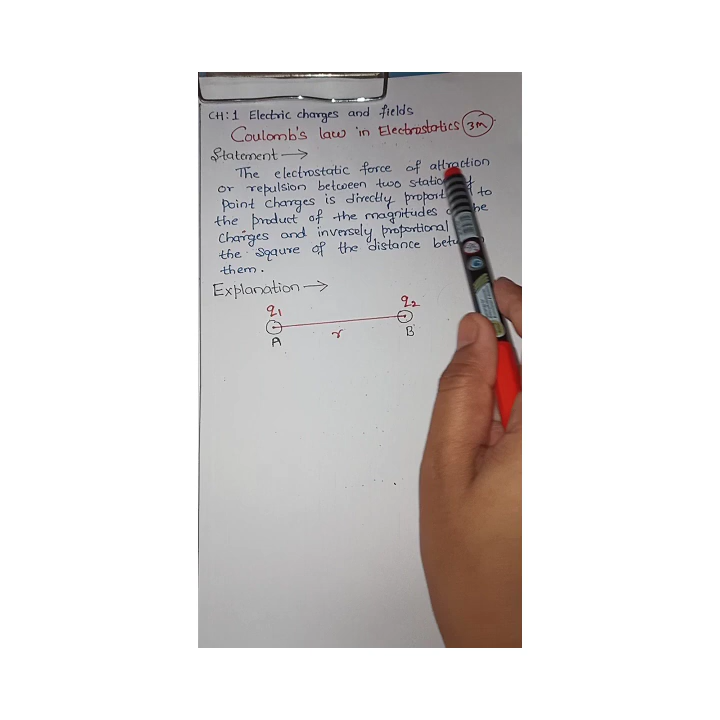 CH:1 Electric charges and fields
Coulomb's law in Electrostatics 3m
Statement →
The electrostatic force of attraction
or repulsion between two
point charges is directly to
the product of the magnitudes
charges and inversely proportional
the sqaure of the distance
them.
Explanation →
q1 q2
r
A B